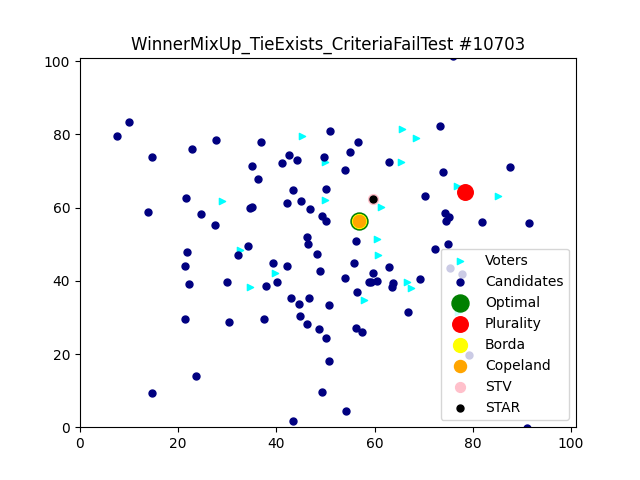 WinnerMixUp_TieExists_CriteriaFailTest #10703
100
80
60
40
20
0
0 20 40 60 80 100
Voters
Candidates
Optimal
Plurality
Borda
Copeland
STV
STAR